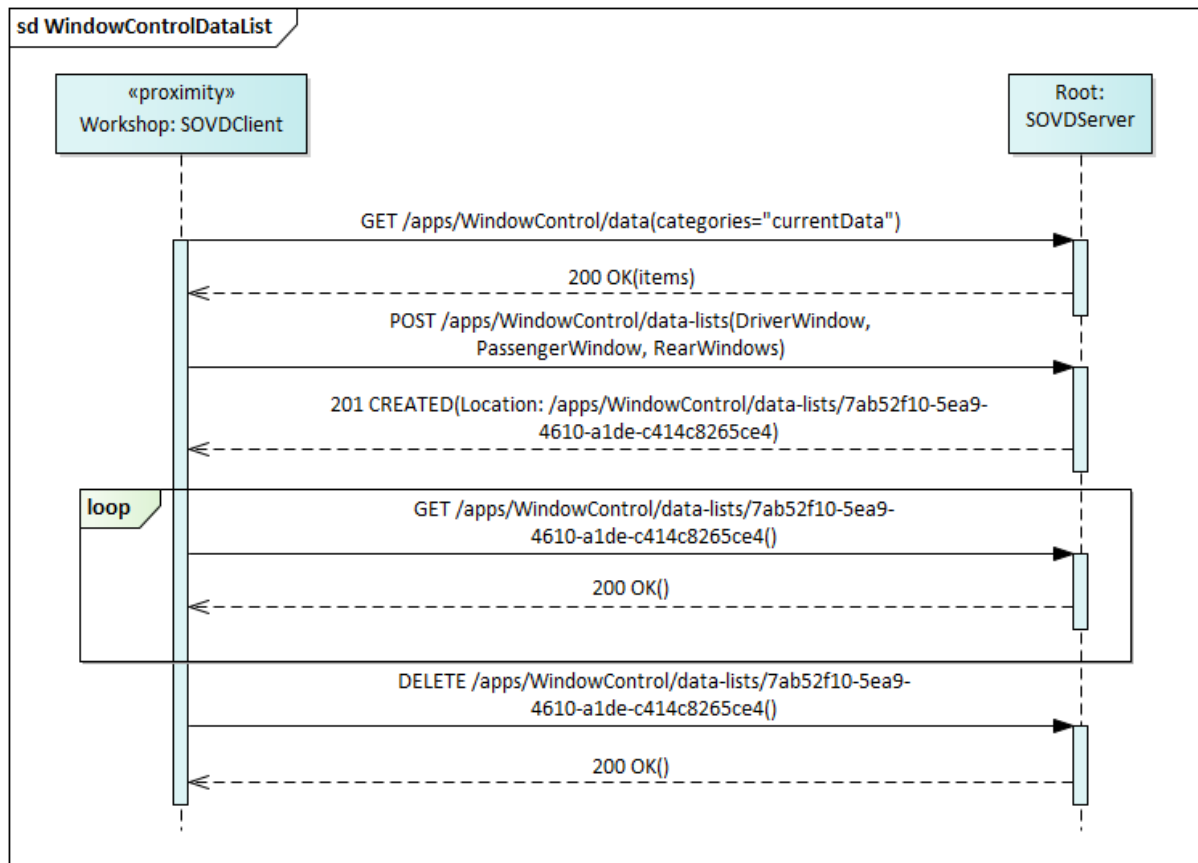 sd WindowControlDataList
«proximity»
Workshop: SOVDClient
Root:
SOVDServer
GET /apps/WindowControl/data(categories="currentData")
200 OK(items)
POST /apps/WindowControl/data-lists(DriverWindow,
PassengerWindow, RearWindows)
201 CREATED(Location: /apps/WindowControl/data-lists/7ab52f10-5ea9-
4610-a1de-c414c8265ce4)
loop
GET /apps/WindowControl/data-lists/7ab52f10-5ea9-
4610-a1de-c414c8265ce4()
200 OK()
DELETE /apps/WindowControl/data-lists/7ab52f10-5ea9-
4610-a1de-c414c8265ce4()
200 OK()